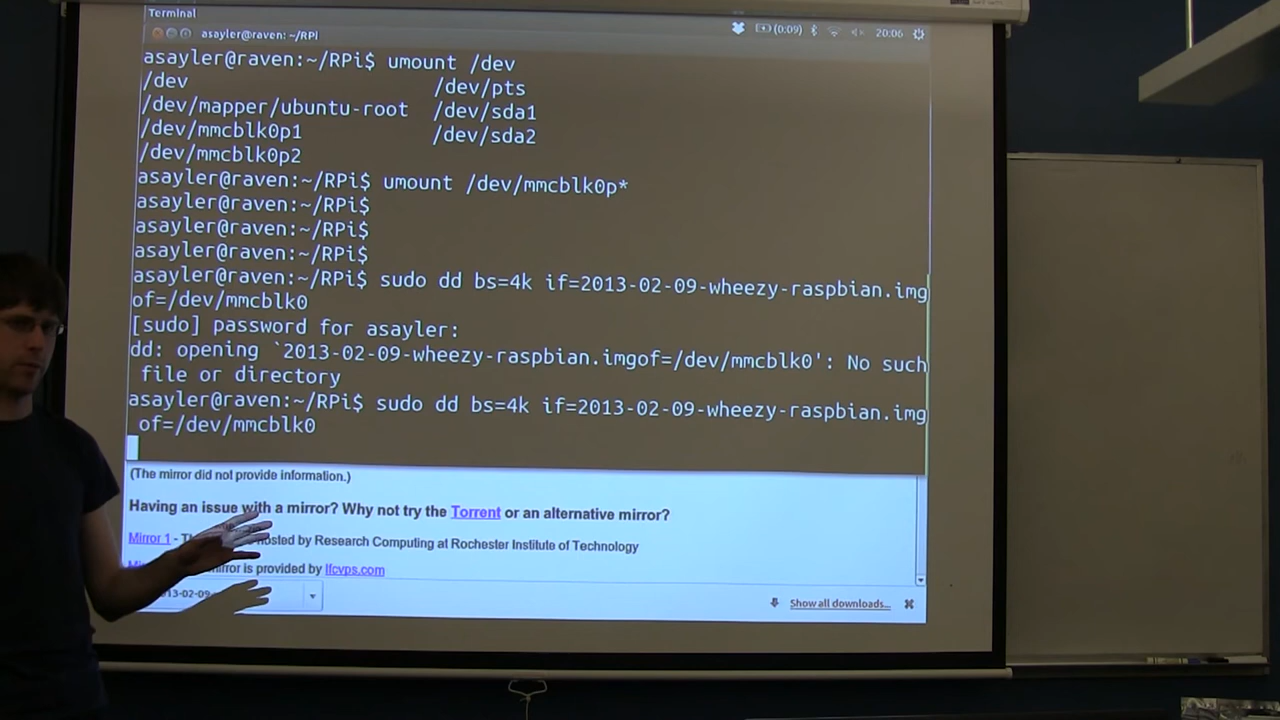 Terminal
asayler@raven: ~/RPi
(0:09) 20:06
asayler@raven:~/RPi$ umount /dev
/dev /dev/pts
/dev/mapper/ubuntu-root /dev/sda1
/dev/mmcblk0p1 /dev/sda2
/dev/mmcblk0p2
asayler@raven:~/RPi$ umount /dev/mmcblk0p*
asayler@raven:~/RPi$
asayler@raven:~/RPi$
asayler@raven:~/RPi$
asayler@raven:~/RPi$ sudo dd bs=4k if=2013-02-09-wheezy-raspbian.img
of=/dev/mmcblk0
[sudo] password for asayler:
dd: opening `2013-02-09-wheezy-raspbian.imgof=/dev/mmcblk0': No such
file or directory
asayler@raven:~/RPi$ sudo dd bs=4k if=2013-02-09-wheezy-raspbian.img
of=/dev/mmcblk0
(The mirror did not provide information.)
Having an issue with a mirror? Why not try the Torrent or an alternative mirror?
Mirror 1 - hosted by Research Computing at Rochester Institute of Technology
mirror is provided by lfcvps.com
13-02-09-
Show all downloads...